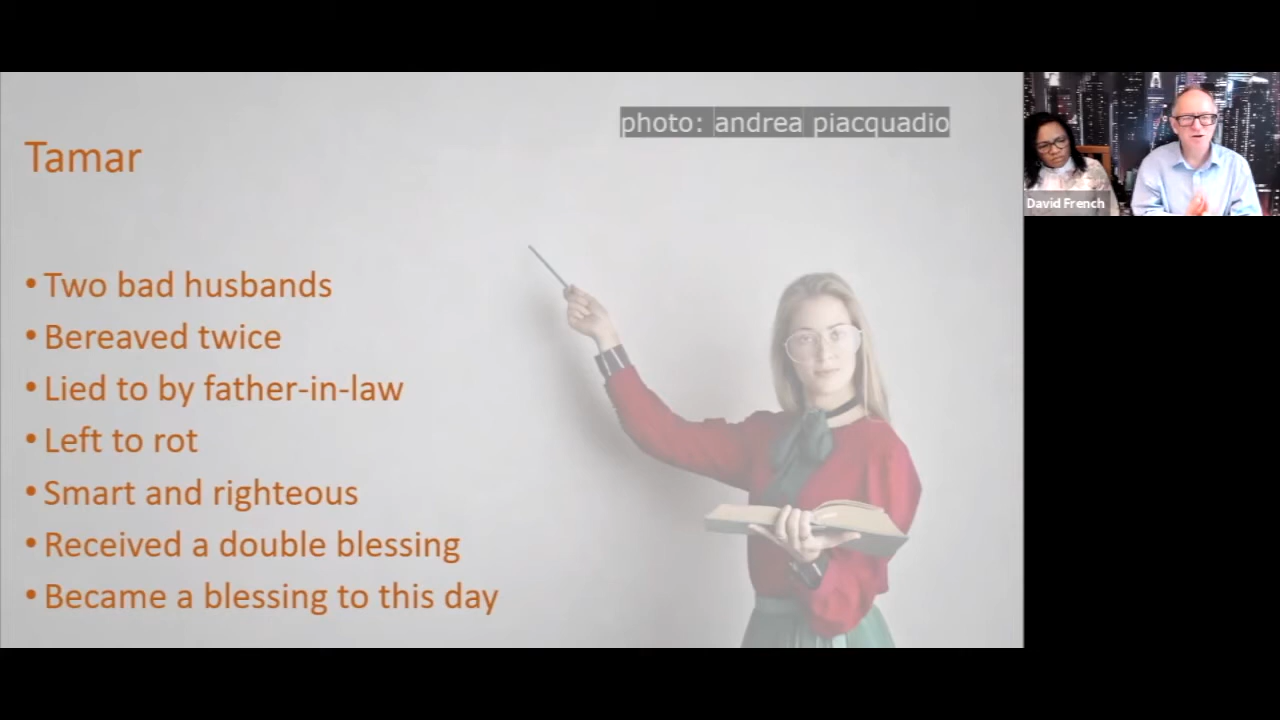 photo: andrea piacquadio
Tamar
• Two bad husbands
• Bereaved twice
• Lied to by father-in-law
• Left to rot
• Smart and righteous
• Received a double blessing
• Became a blessing to this day
David French